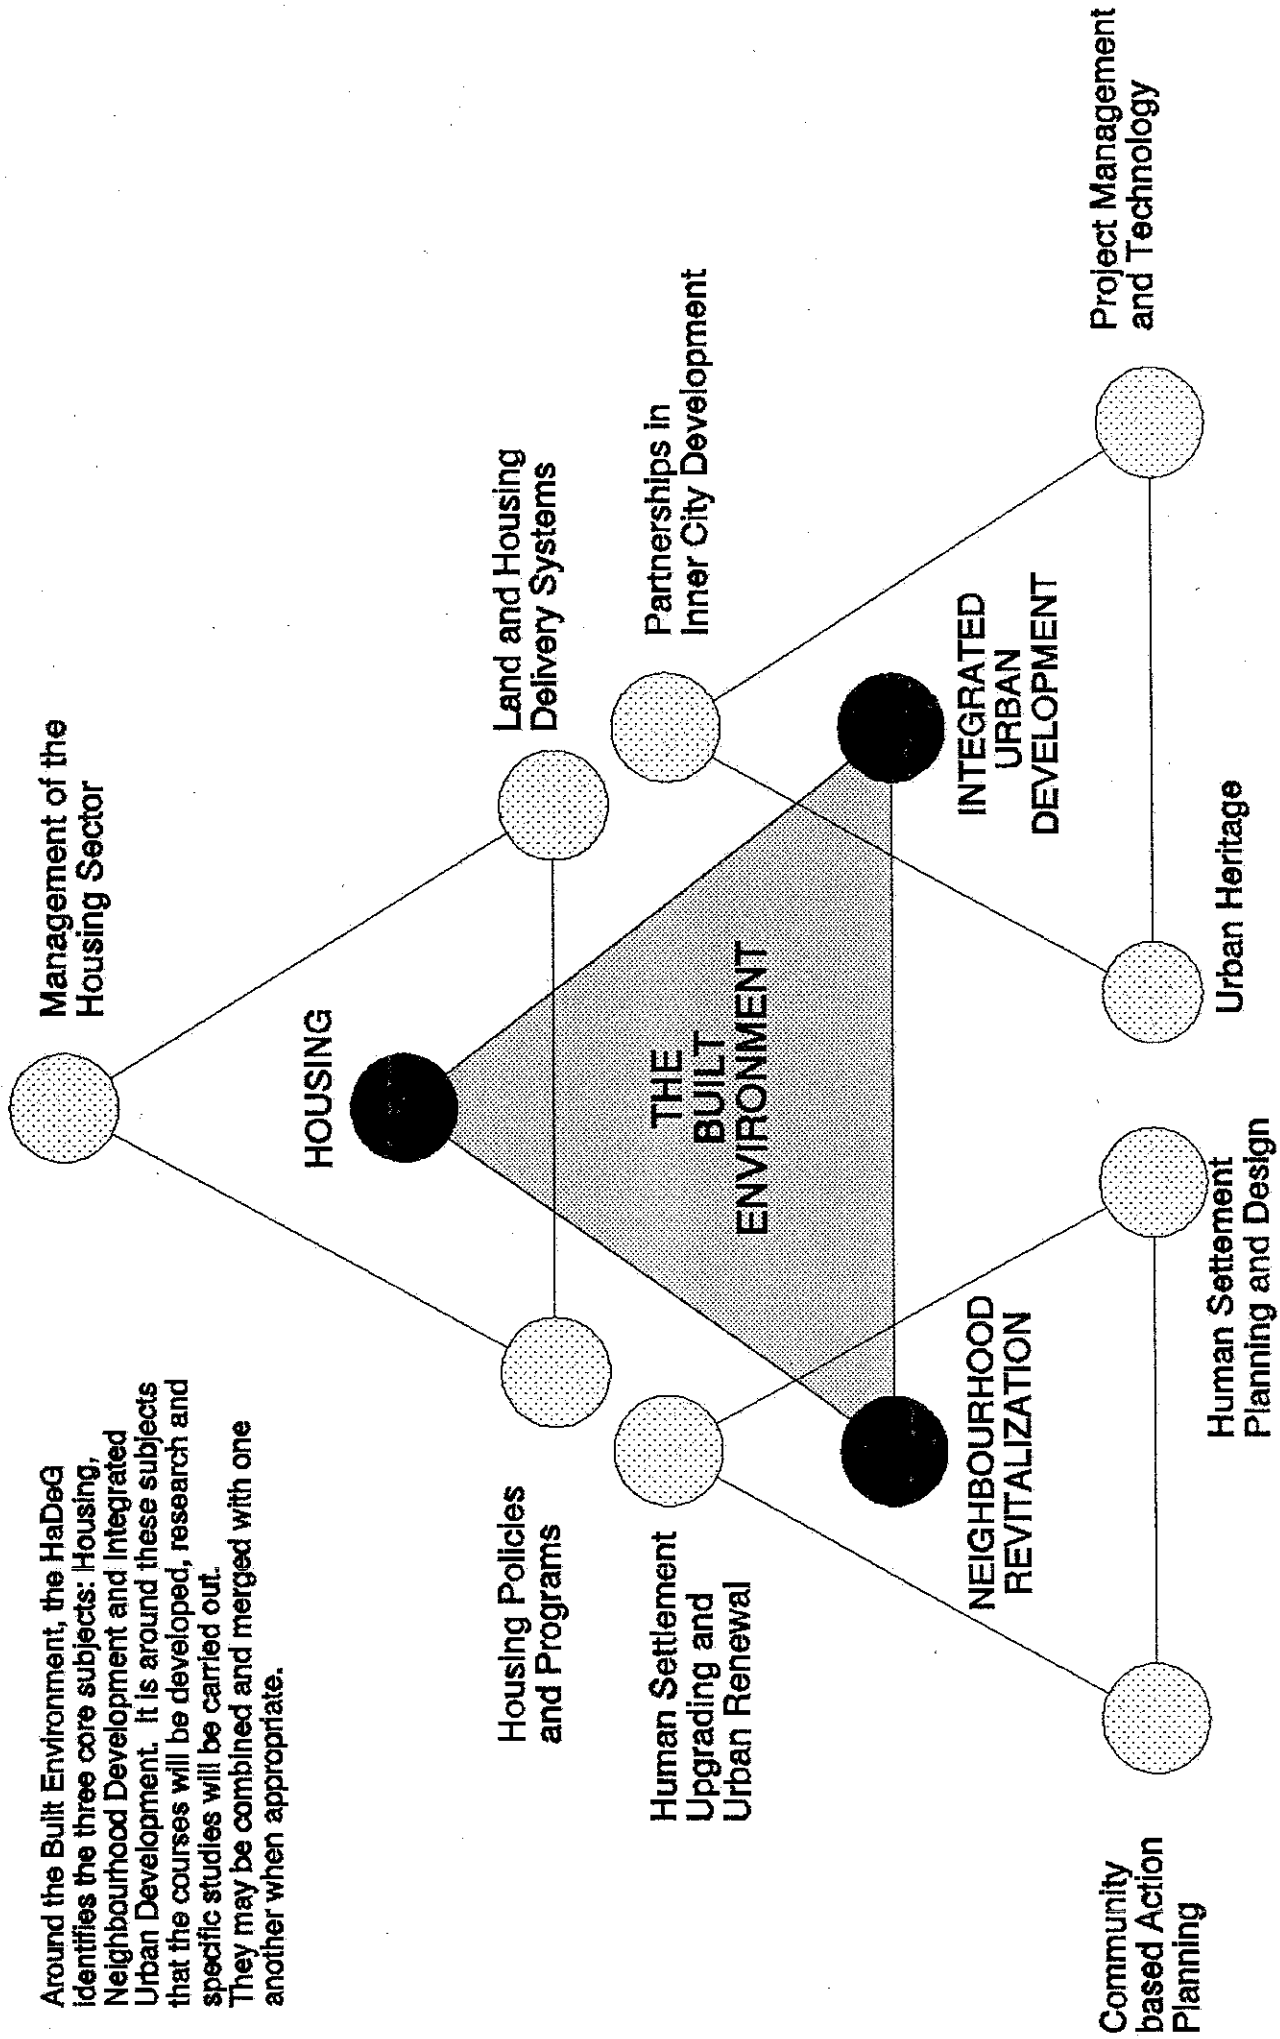 Around the Built Environment, the HaDeG
identifies the three core subjects: Housing,
Neighbourhood Development and Integrated
Urban Development. It is around these subjects
that the courses will be developed, research and
specific studies will be carried out.
They may be combined and merged with one
another when appropriate.
Management of the
Housing Sector
HOUSING
Housing Policies
and Programs
Land and Housing
Delivery Systems
Human Settlement
Upgrading and
Urban Renewal
THE
BUILT
ENVIRONMENT
Partnerships in
Inner City Development
NEIGHBOURHOOD
REVITALIZATION
INTEGRATED
URBAN
DEVELOPMENT
Community
based Action
Planning
Human Settement
Planning and Design
Urban Heritage
Project Management
and Technology